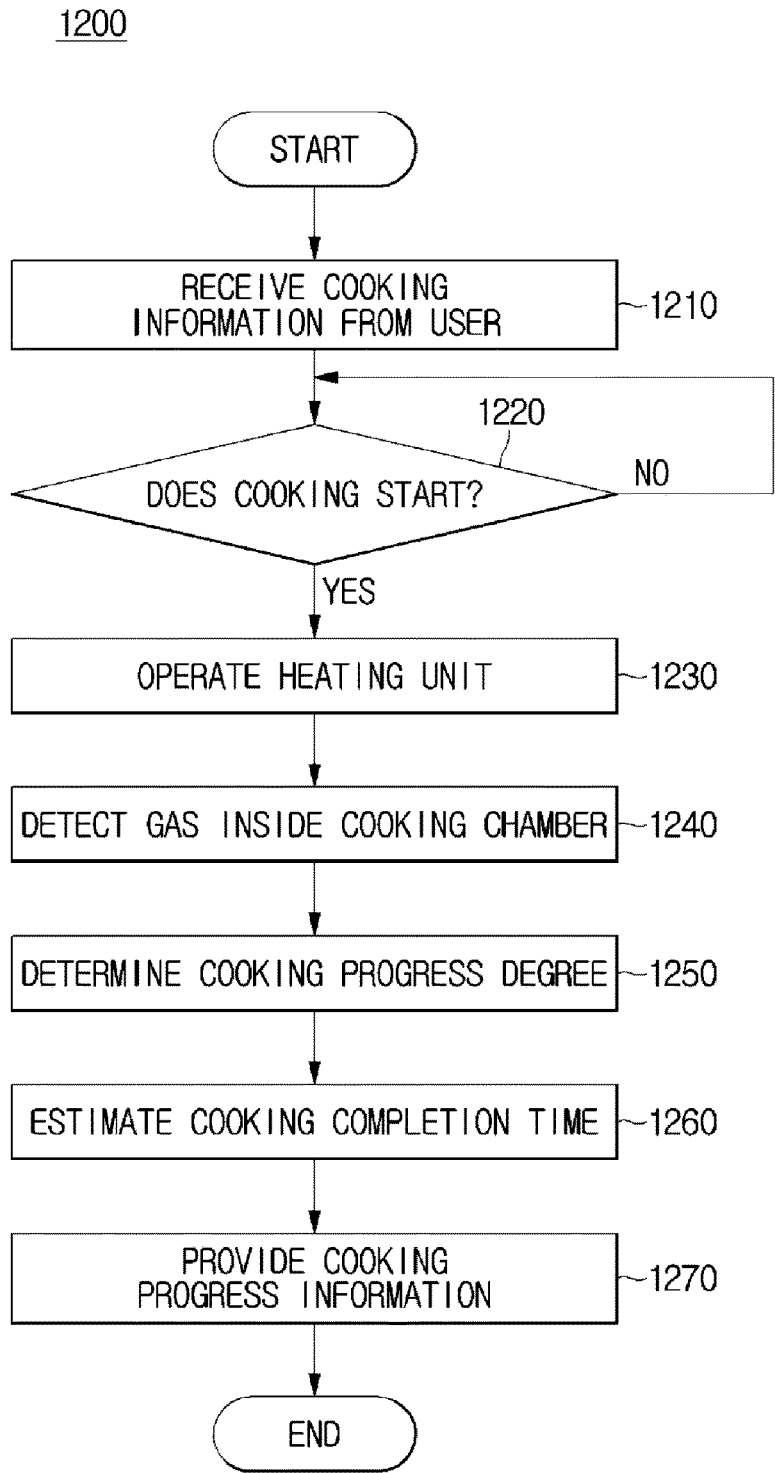 1200
START
RECEIVE COOKING
INFORMATION FROM USER
1210
1220
DOES COOKING START?
NO
YES
OPERATE HEATING UNIT
1230
DETECT GAS INSIDE COOKING CHAMBER
1240
DETERMINE COOKING PROGRESS DEGREE
1250
ESTIMATE COOKING COMPLETION TIME
1260
PROVIDE COOKING
PROGRESS INFORMATION
1270
END